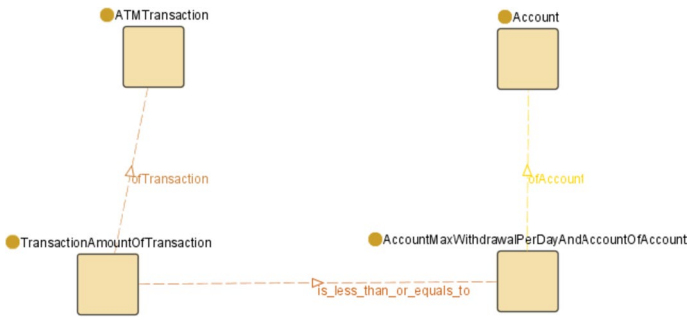 ATMTransaction
Account
ofTransaction
ofAccount
TransactionAmountOfTransaction
AccountMaxWithdrawalPerDayAndAccountOfAccount
is_less_than_or_equals_to